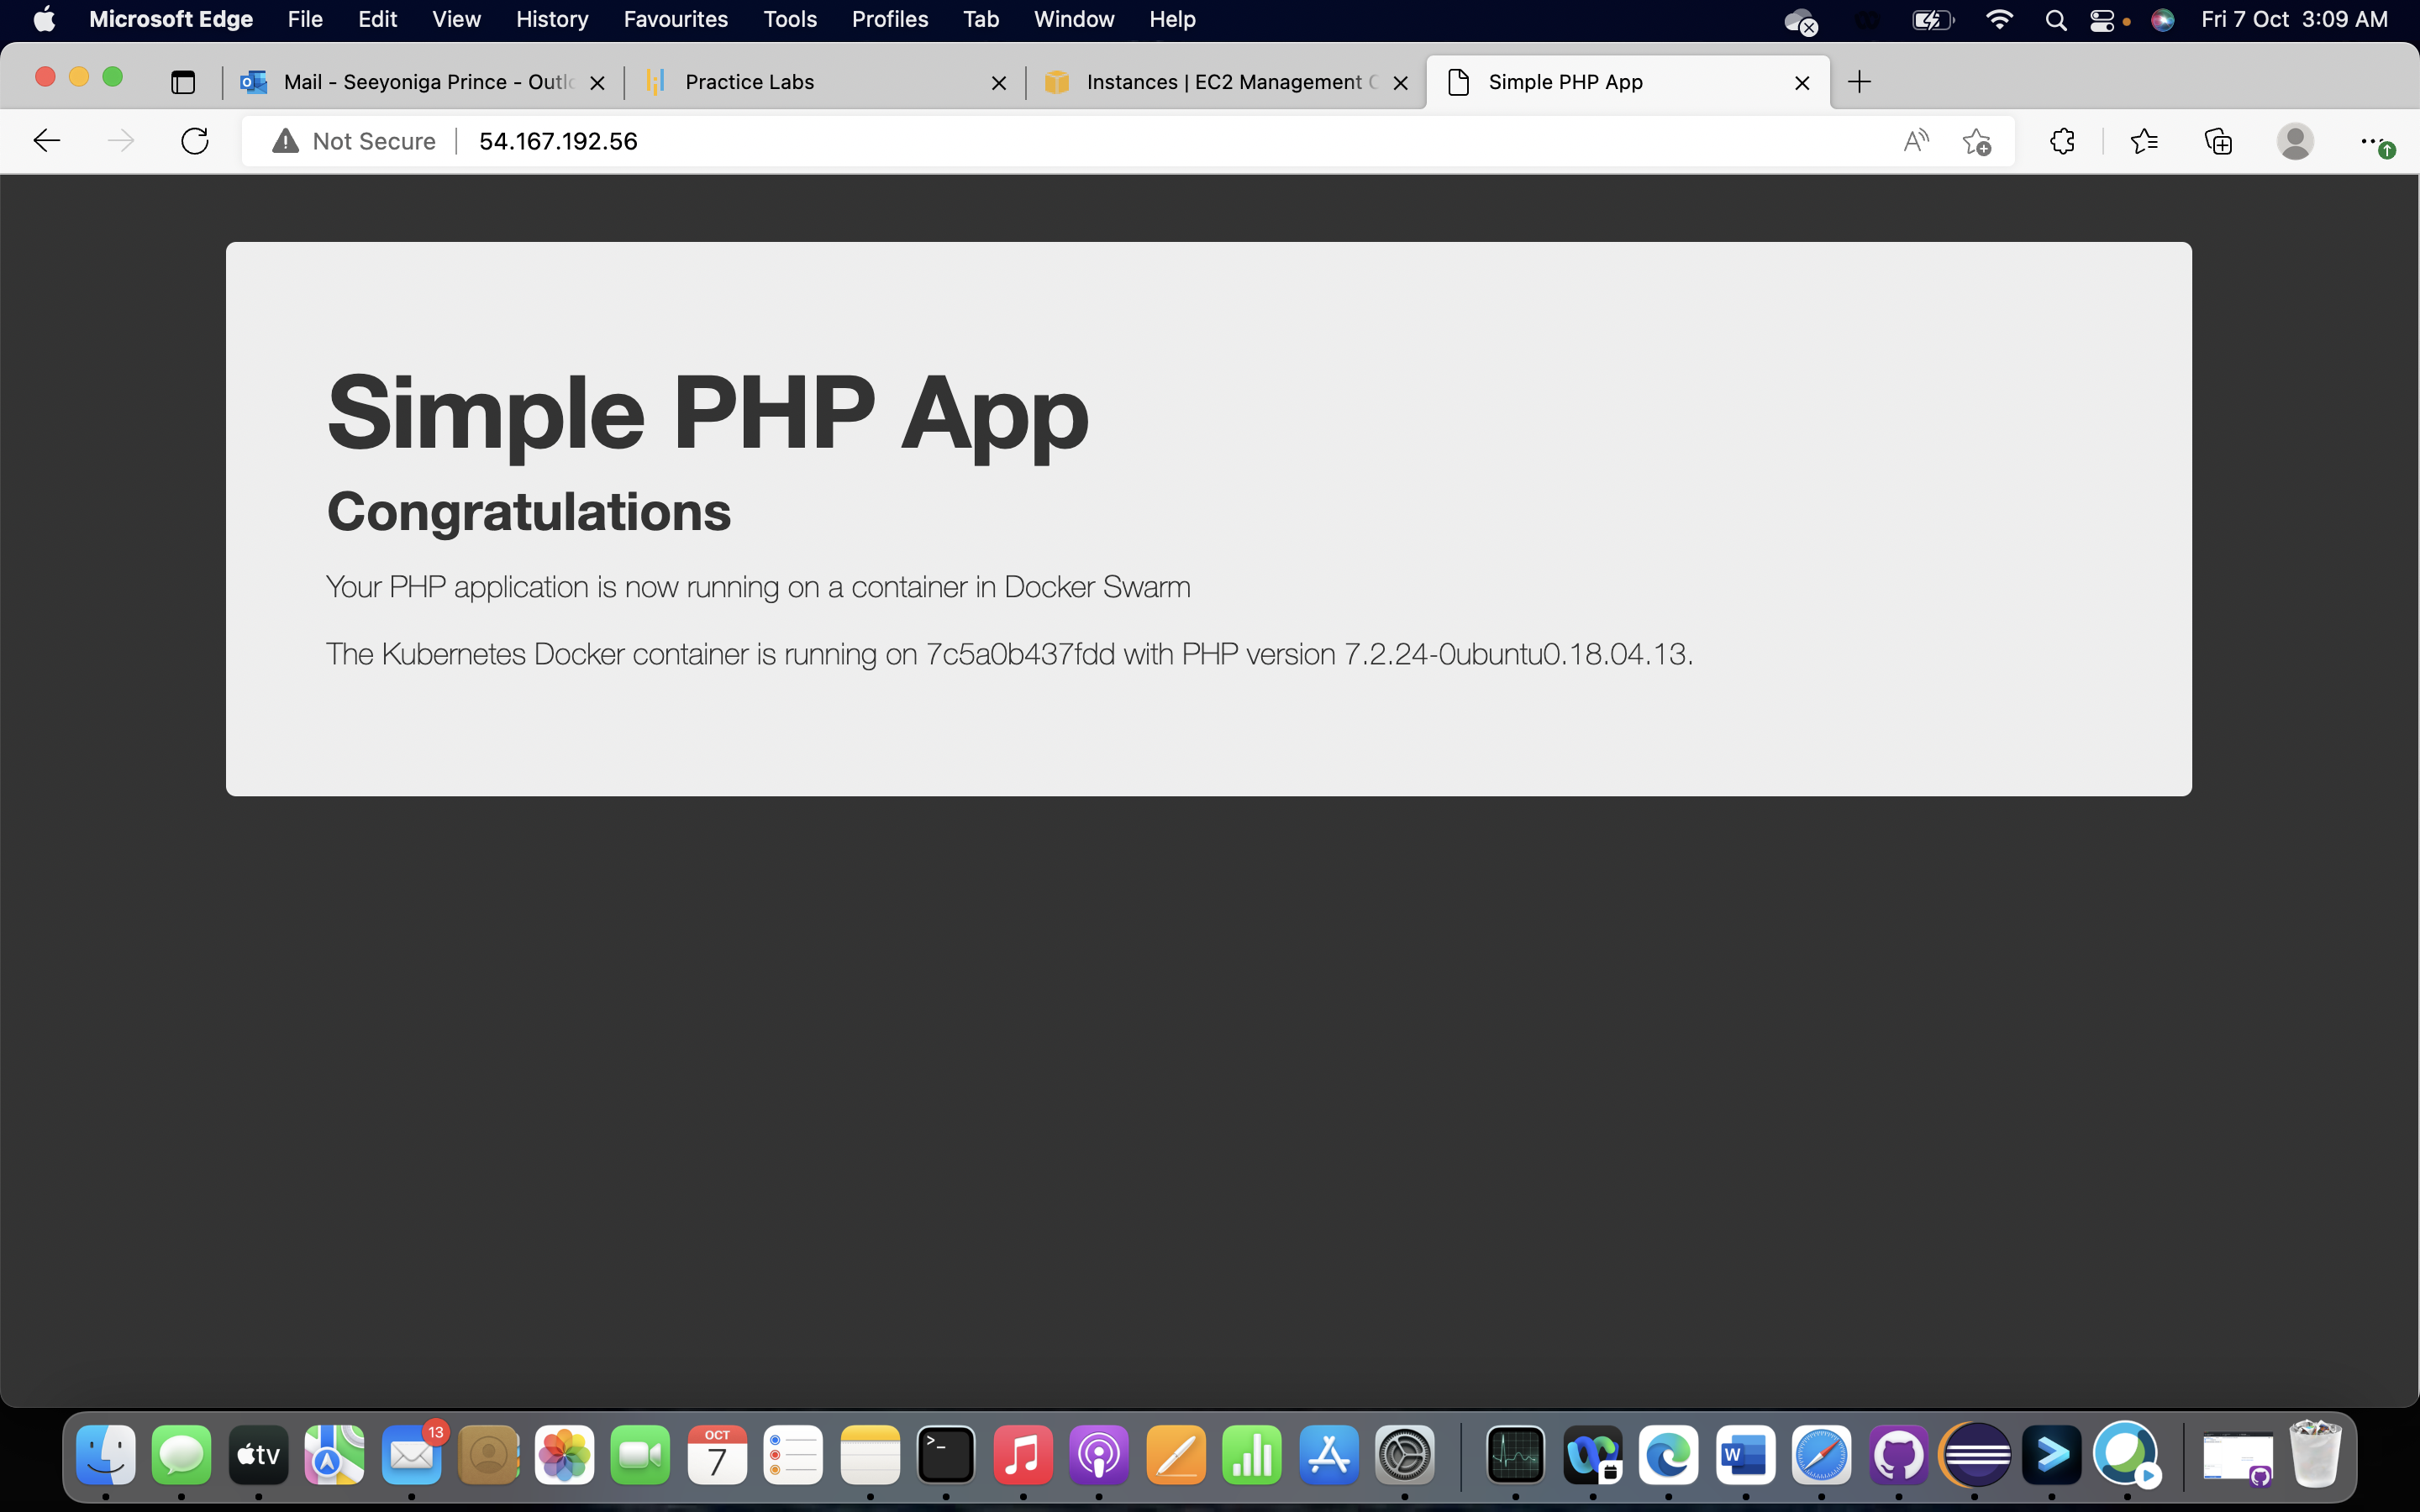 Microsoft Edge File Edit View History Favourites Tools Profiles Tab Window Help Fri 7 Oct 3:09 AM
Mail - Seeyoniga Prince - Outlo Practice Labs Instances | EC2 Management C Simple PHP App
Not Secure 54.167.192.56
Simple PHP App
Congratulations
Your PHP application is now running on a container in Docker Swarm
The Kubernetes Docker container is running on 7c5a0b437fdd with PHP version 7.2.24-0ubuntu0.18.04.13.
tv 13 OCT 7 >_ W